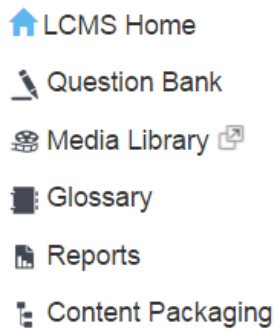 LCMS Home
Question Bank
Media Library
Glossary
Reports
Content Packaging